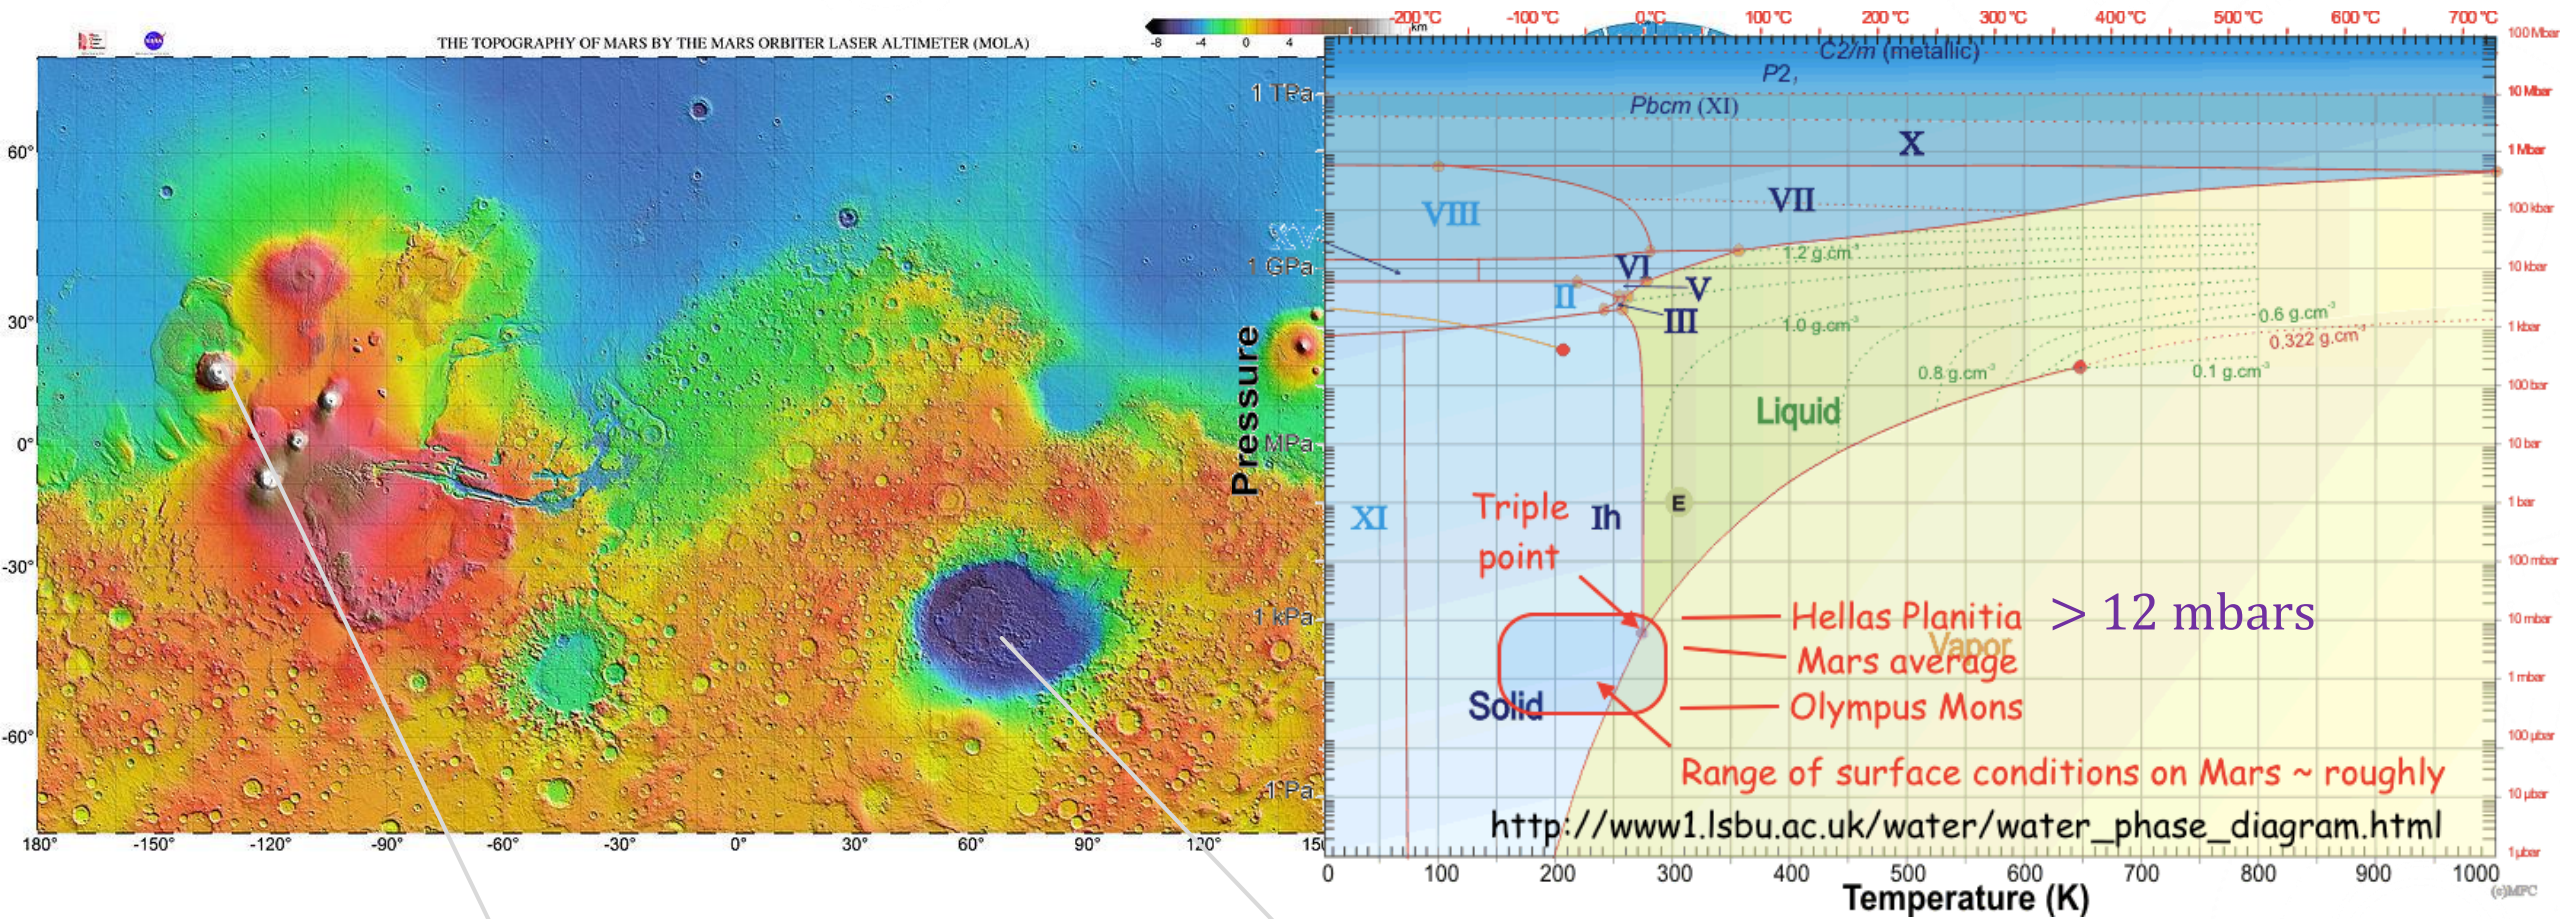 THE TOPOGRAPHY OF MARS BY THE MARS ORBITER LASER ALTIMETER (MOLA)
-8 -4 0 4
km
60°
30°
0°
-30°
-60°
180° -150° -120° -90° -60° -30° 0° 30° 60° 90° 120°
-200 °C -100 °C 0 °C 100 °C 200 °C 300 °C 400 °C 500 °C 600 °C 700 °C
Pressure
1 TPa
1 GPa
MPa
1 kPa
1 Pa
100 Mbar
10 Mbar
1 Mbar
100 kbar
10 kbar
1 kbar
100 bar
10 bar
1 bar
100 mbar
10 mbar
1 mbar
100 µbar
10 µbar
1 µbar
C2/m (metallic)
P2₁
Pbcm (XI)
X
VII
VIII
XV
VI
V
II
III
1.2 g.cm⁻³
1.0 g.cm⁻³
0.6 g.cm⁻³
0.322 g.cm⁻³
0.8 g.cm⁻³
0.1 g.cm⁻³
Liquid
E
XI
Ih
Triple
point
Hellas Planitia > 12 mbars
Vapor
Mars average
Solid
Olympus Mons
Range of surface conditions on Mars ~ roughly
http://www1.lsbu.ac.uk/water/water_phase_diagram.html
0 100 200 300 400 500 600 700 800 900 1000
Temperature (K)